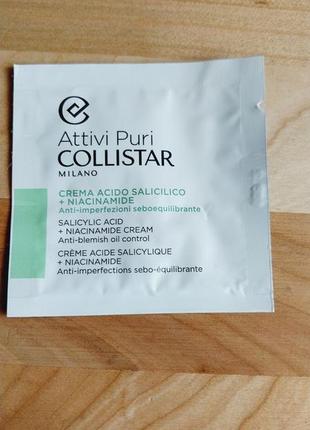 Attivi Puri
COLLISTAR
MILANO
CREMA ACIDO SALICILICO
+ NIACINAMIDE
Anti-imperfezioni seboequilibrante
SALICYLIC ACID
+ NIACINAMIDE CREAM
Anti-blemish oil control
CRÈME ACIDE SALICYLIQUE
+ NIACINAMIDE
Anti-imperfections sebo-équilibrante